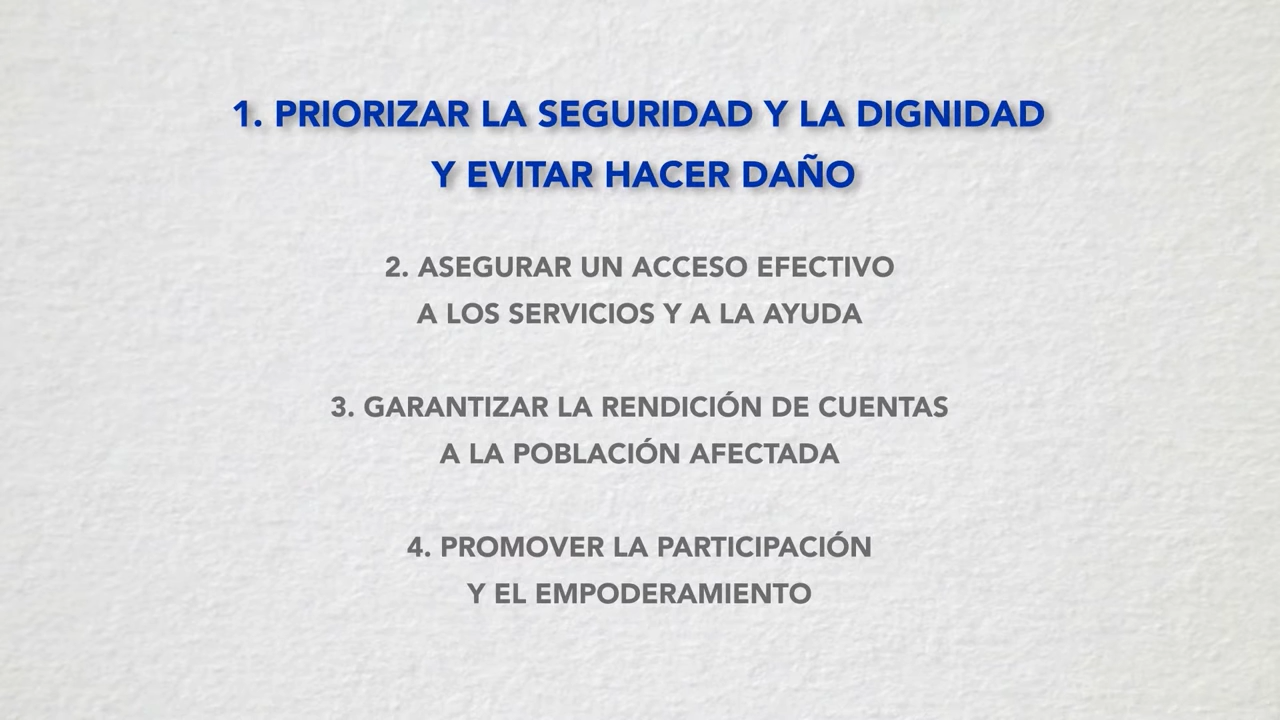 1. PRIORIZAR LA SEGURIDAD Y LA DIGNIDAD
Y EVITAR HACER DAÑO
2. ASEGURAR UN ACCESO EFECTIVO
A LOS SERVICIOS Y A LA AYUDA
3. GARANTIZAR LA RENDICIÓN DE CUENTAS
A LA POBLACIÓN AFECTADA
4. PROMOVER LA PARTICIPACIÓN
Y EL EMPODERAMIENTO